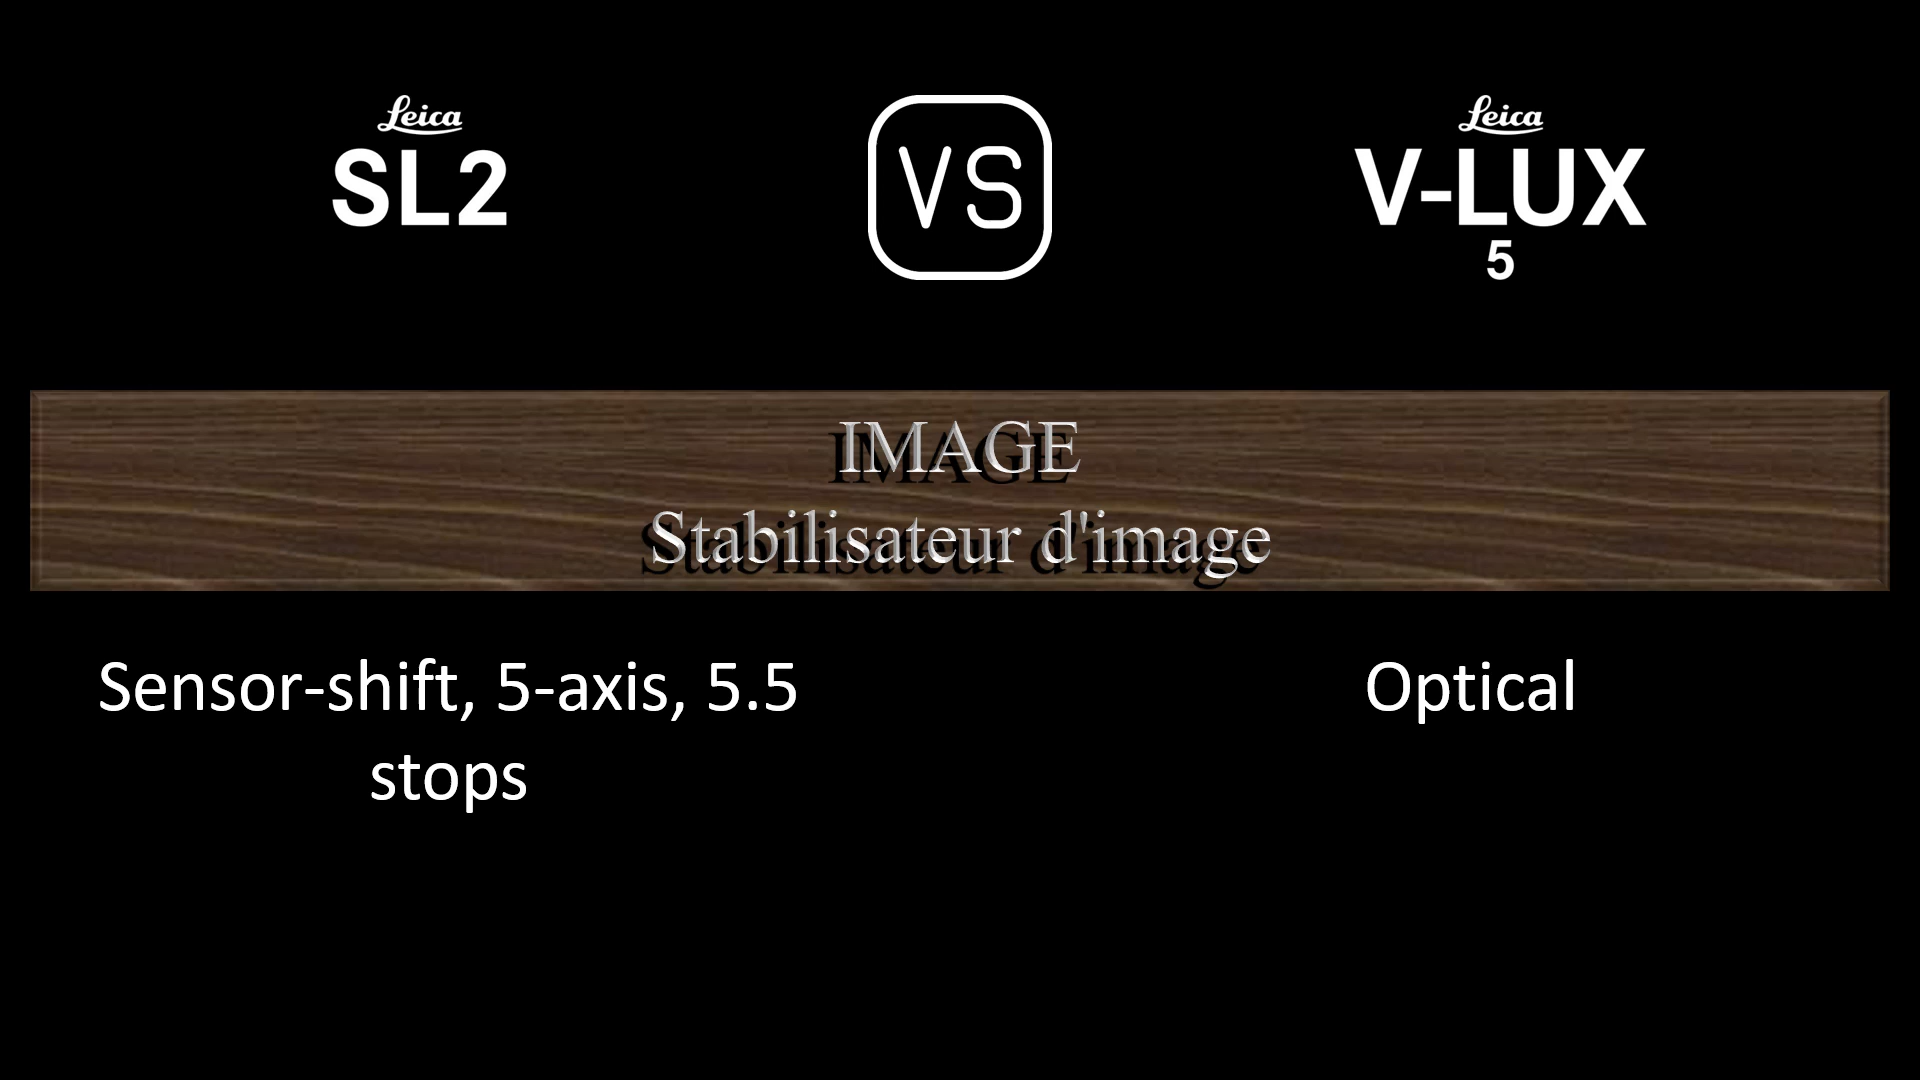 Leica
SL2
VS
Leica
V-LUX
5
IMAGE
Stabilisateur d'image
Sensor-shift, 5-axis, 5.5
stops
Optical